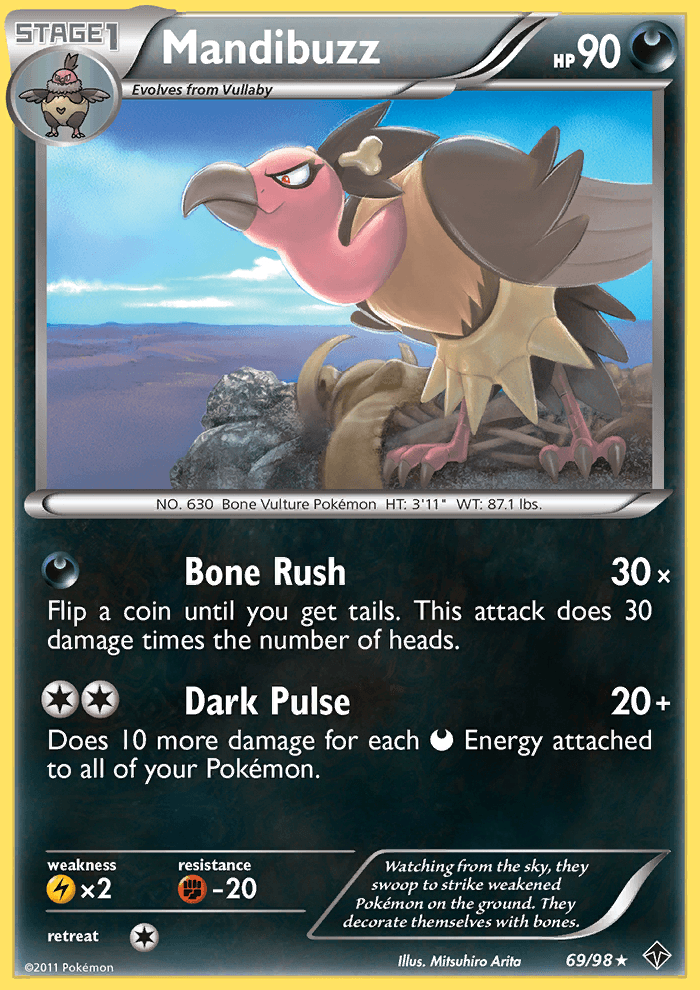 STAGE1
Mandibuzz
HP90
Evolves from Vullaby
NO. 630 Bone Vulture Pokémon HT: 3'11" WT: 87.1 lbs.
Bone Rush 30×
Flip a coin until you get tails. This attack does 30
damage times the number of heads.
Dark Pulse 20+
Does 10 more damage for each Energy attached
to all of your Pokémon.
weakness
×2
resistance
-20
retreat
Watching from the sky, they
swoop to strike weakened
Pokémon on the ground. They
decorate themselves with bones.
©2011 Pokémon
Illus. Mitsuhiro Arita
69/98★